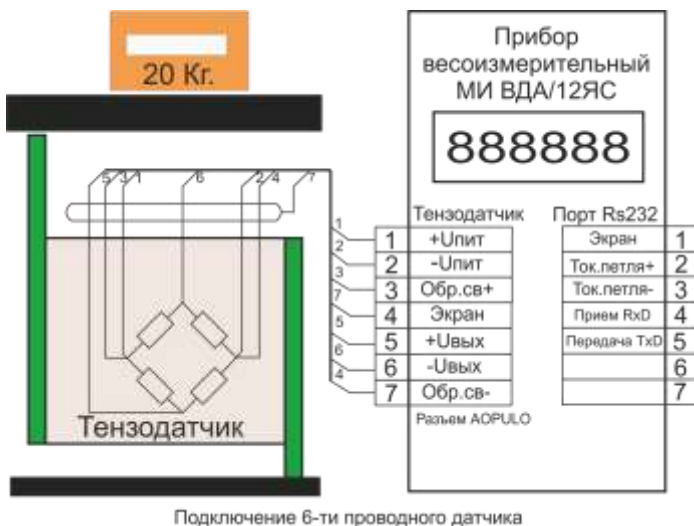 20 Кг.
5 3 1 6 2 4 7
Тензодатчик
Прибор
весоизмерительный
МИ ВДА/12ЯС
888888
Тензодатчик
1 1 +Uпит
2 2 -Uпит
3 3 Обр.св+
7 4 Экран
5 5 +Uвых
6 6 -Uвых
4 7 Обр.св-
Разъем AOPULO
Порт Rs232
Экран 1
Ток.петля+ 2
Ток.петля- 3
Прием RxD 4
Передача TxD 5
6
7
Подключение 6-ти проводного датчика